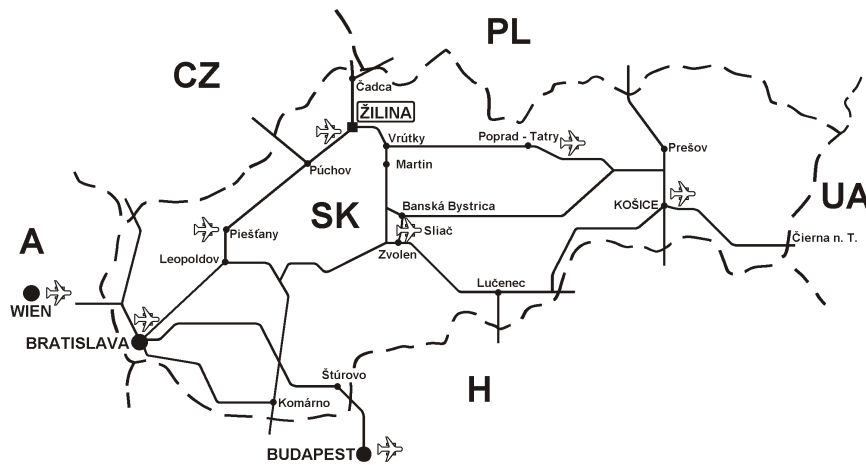 PL
CZ
Čadca
ŽILINA
Vrútky
Poprad - Tatry
Prešov
Púchov
Martin
SK
Banská Bystrica
KOŠICE
UA
A
Piešťany
Sliač
Čierna n. T.
Leopoldov
Zvolen
Lučenec
WIEN
BRATISLAVA
Štúrovo
H
Komárno
BUDAPEST